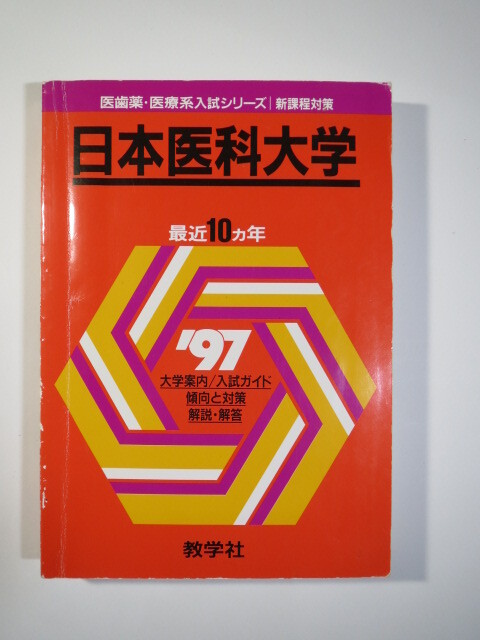 医歯薬・医療系入試シリーズ|新課程対策
日本医科大学
最近10ヵ年
'97
大学案内/入試ガイド
傾向と対策
解説・解答
教学社